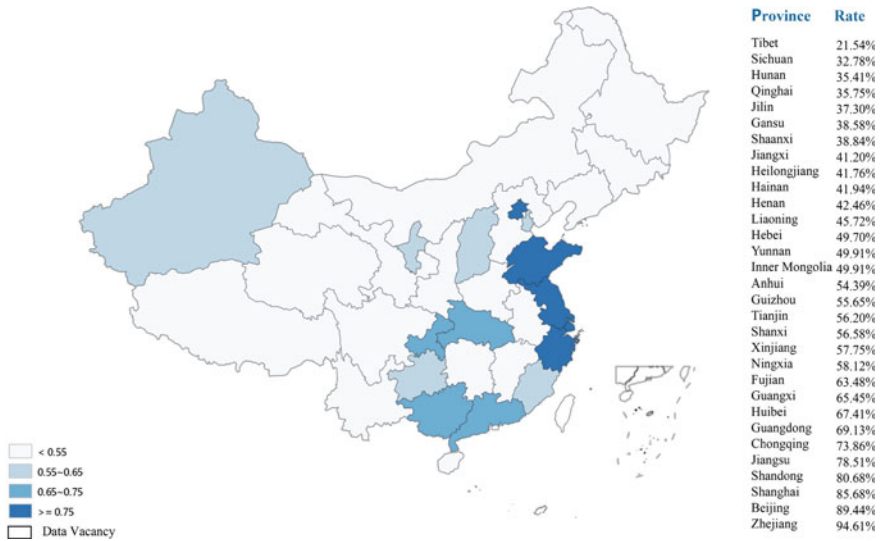 Province Rate
Tibet 21.54%
Sichuan 32.78%
Hunan 35.41%
Qinghai 35.75%
Jilin 37.30%
Gansu 38.58%
Shaanxi 38.84%
Jiangxi 41.20%
Heilongjiang 41.76%
Hainan 41.94%
Henan 42.46%
Liaoning 45.72%
Hebei 49.70%
Yunnan 49.91%
Inner Mongolia 49.91%
Anhui 54.39%
Guizhou 55.65%
Tianjin 56.20%
Shanxi 56.58%
Xinjiang 57.75%
Ningxia 58.12%
Fujian 63.48%
Guangxi 65.45%
Huibei 67.41%
Guangdong 69.13%
Chongqing 73.86%
Jiangsu 78.51%
Shandong 80.68%
Shanghai 85.68%
Beijing 89.44%
Zhejiang 94.61%
< 0.55
0.55~0.65
0.65~0.75
>= 0.75
Data Vacancy